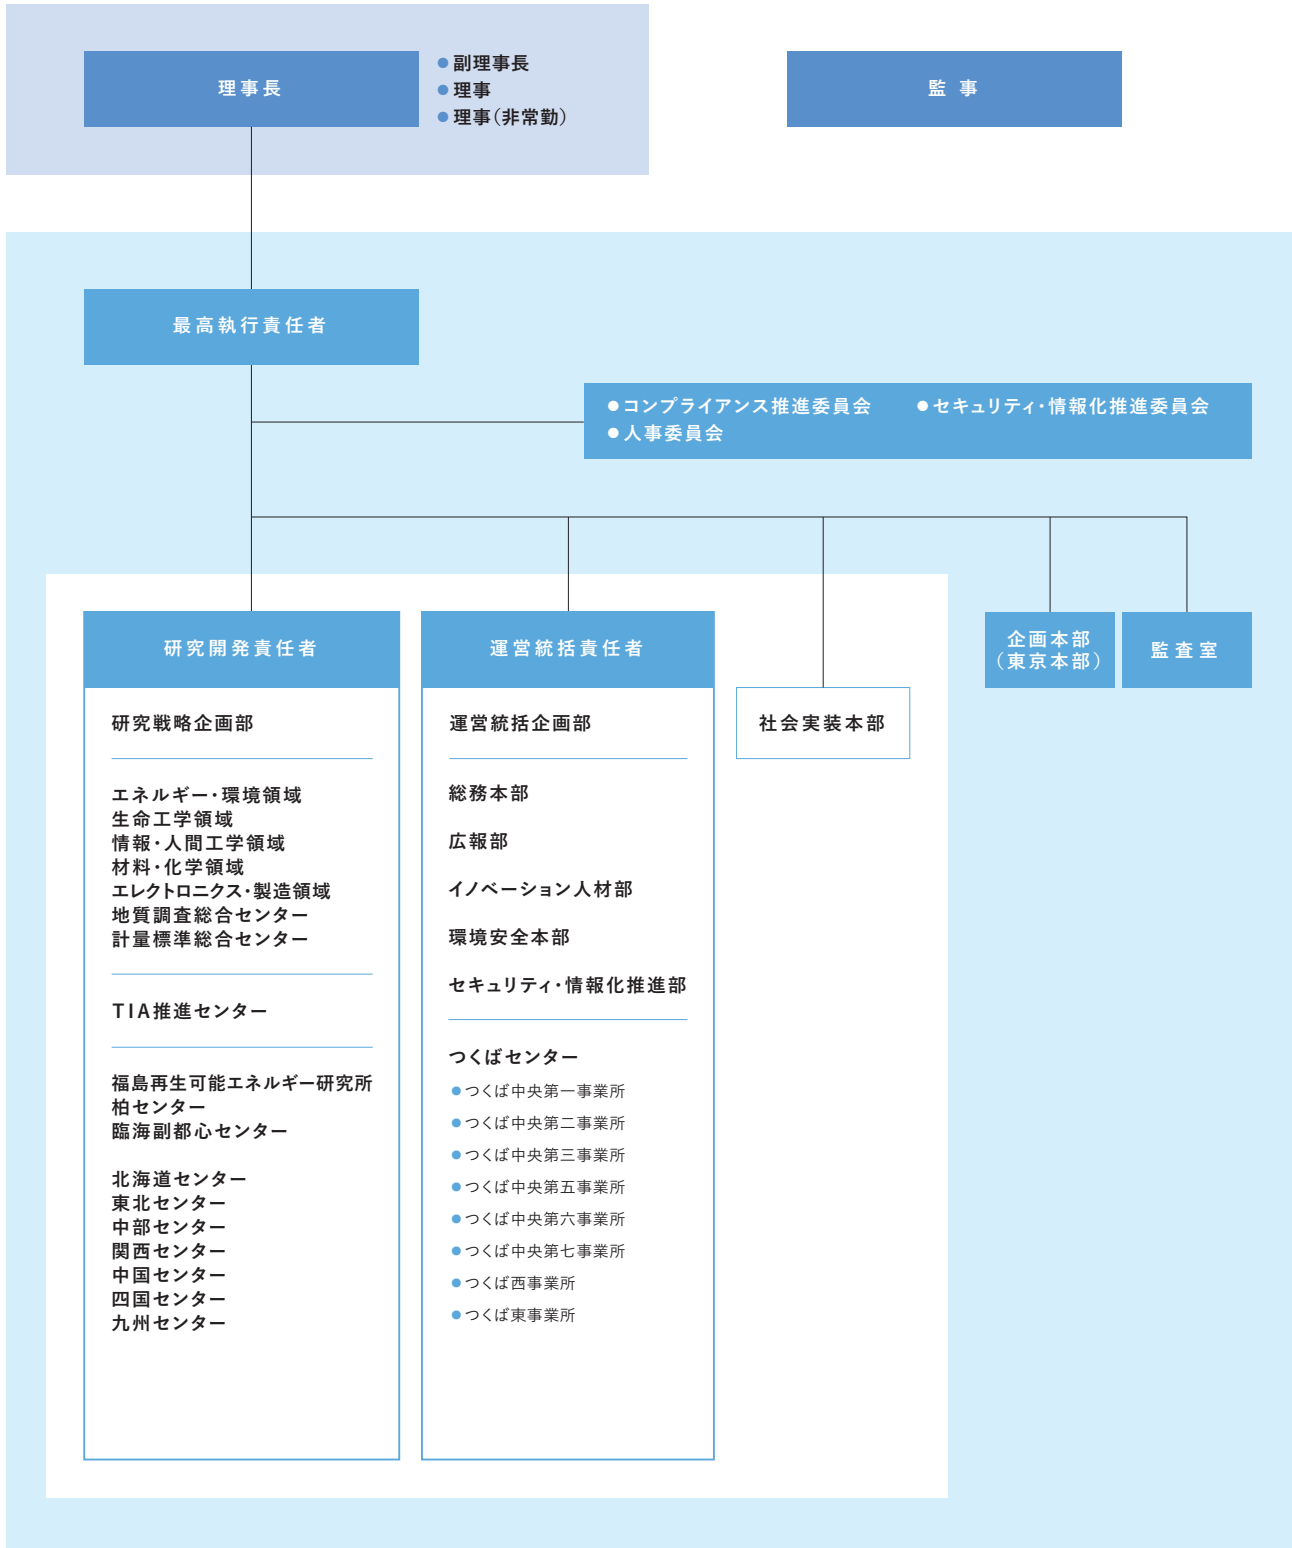 理事長
副理事長
理事
理事（非常勤）
監 事
最高執行責任者
コンプライアンス推進委員会
セキュリティ・情報化推進委員会
人事委員会
研究開発責任者
研究戦略企画部
エネルギー・環境領域
生命工学領域
情報・人間工学領域
材料・化学領域
エレクトロニクス・製造領域
地質調査総合センター
計量標準総合センター
TIA推進センター
福島再生可能エネルギー研究所
柏センター
臨海副都心センター
北海道センター
東北センター
中部センター
関西センター
中国センター
四国センター
九州センター
運営統括責任者
運営統括企画部
総務本部
広報部
イノベーション人材部
環境安全本部
セキュリティ・情報化推進部
つくばセンター
つくば中央第一事業所
つくば中央第二事業所
つくば中央第三事業所
つくば中央第五事業所
つくば中央第六事業所
つくば中央第七事業所
つくば西事業所
つくば東事業所
社会実装本部
企画本部
（東京本部）
監査室